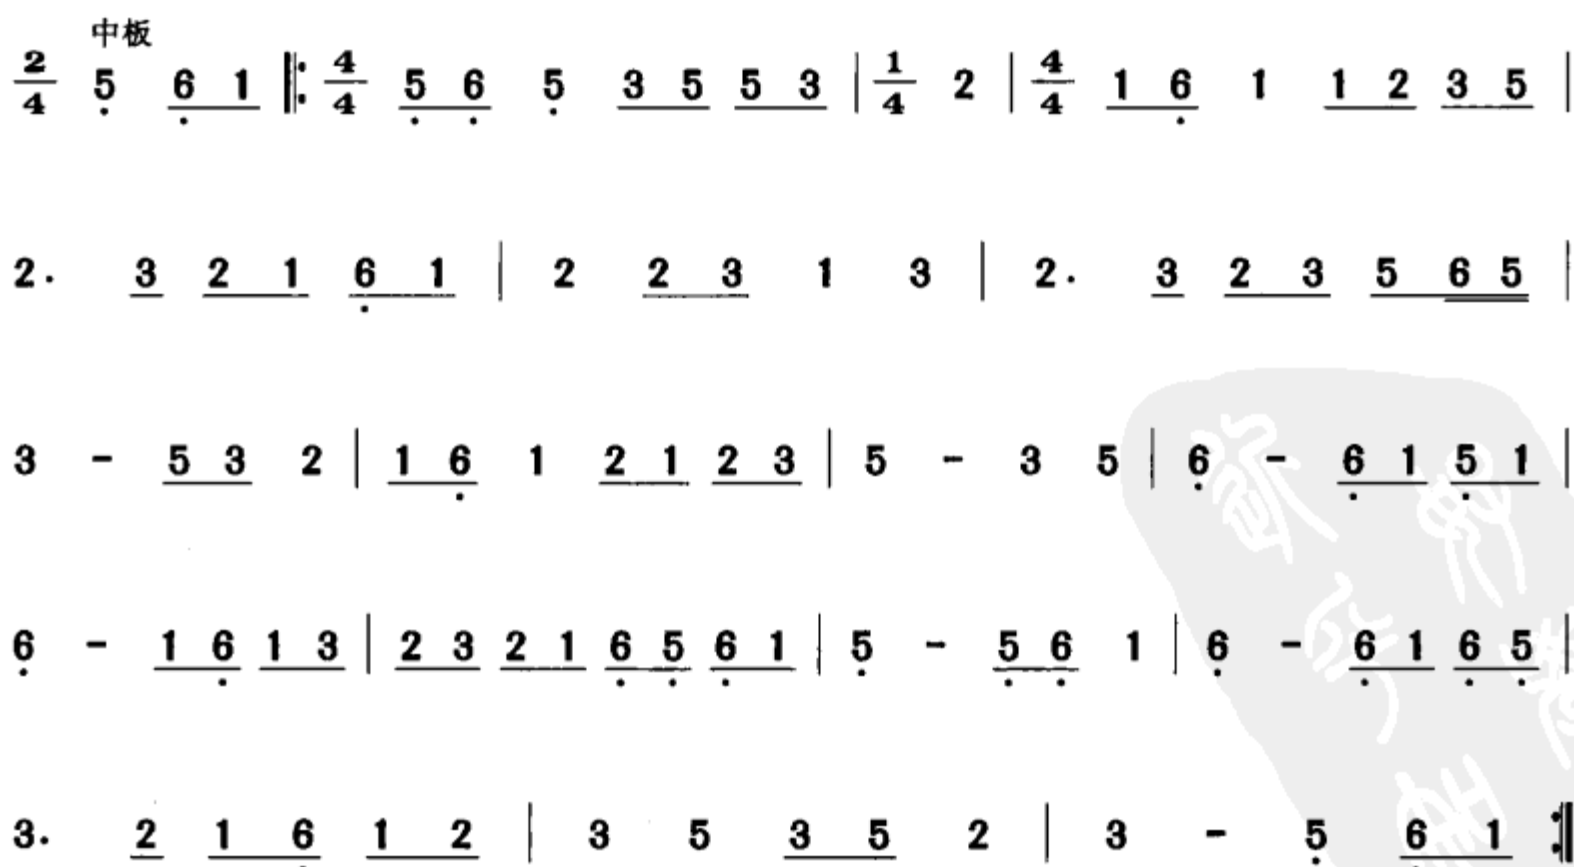 中板
2/4 5̣ 6̣ 1 ‖: 4/4 5̣ 6̣ 5̣ 3 5 5 3 | 1/4 2 | 4/4 1 6̣ 1 1 2 3 5 |
2. 3 2 1 6̣ 1 | 2 2 3 1 3 | 2. 3 2 3 5 6 5 |
3 - 5 3 2 | 1 6̣ 1 2 1 2 3 | 5 - 3 5 | 6̣ - 6̣ 1 5̣ 1 |
6̣ - 1 6̣ 1 3 | 2 3 2 1 6̣ 5̣ 6̣ 1 | 5̣ - 5̣ 6̣ 1 | 6̣ - 6̣ 1 6̣ 5̣ |
3. 2 1 6̣ 1 2 | 3 5 3 5 2 | 3 - 5̣ 6̣ 1 :‖